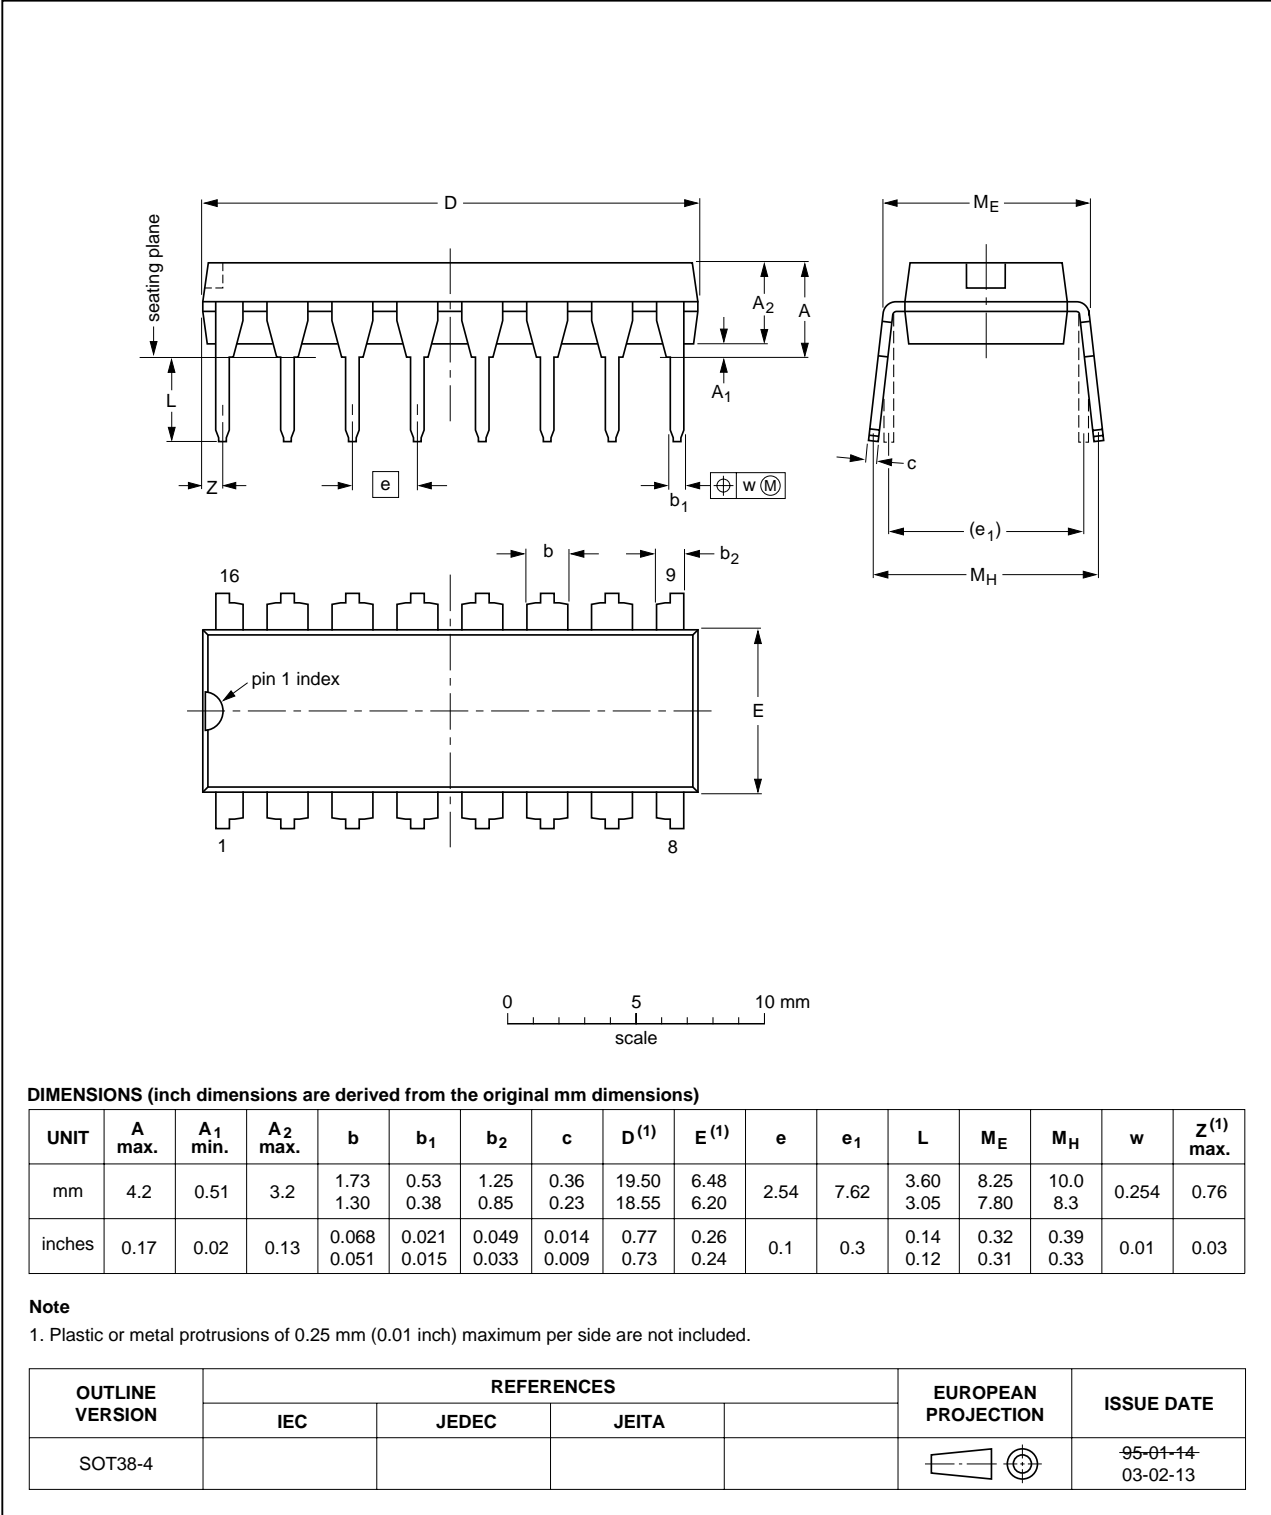 D
M_E
seating plane
A_2
A
A_1
L
c
Z
e
b_1
w M
(e_1)
M_H
b
b_2
16
9
pin 1 index
E
1
8
0 5 10 mm
scale
DIMENSIONS (inch dimensions are derived from the original mm dimensions)
UNIT A max. A1 min. A2 max. b b1 b2 c D(1) E(1) e e1 L ME MH w Z(1) max.
mm 4.2 0.51 3.2 1.73 1.30 0.53 0.38 1.25 0.85 0.36 0.23 19.50 18.55 6.48 6.20 2.54 7.62 3.60 3.05 8.25 7.80 10.0 8.3 0.254 0.76
inches 0.17 0.02 0.13 0.068 0.051 0.021 0.015 0.049 0.033 0.014 0.009 0.77 0.73 0.26 0.24 0.1 0.3 0.14 0.12 0.32 0.31 0.39 0.33 0.01 0.03
Note
1. Plastic or metal protrusions of 0.25 mm (0.01 inch) maximum per side are not included.
OUTLINE VERSION
REFERENCES
EUROPEAN PROJECTION
ISSUE DATE
IEC JEDEC JEITA
SOT38-4
95-01-14
03-02-13